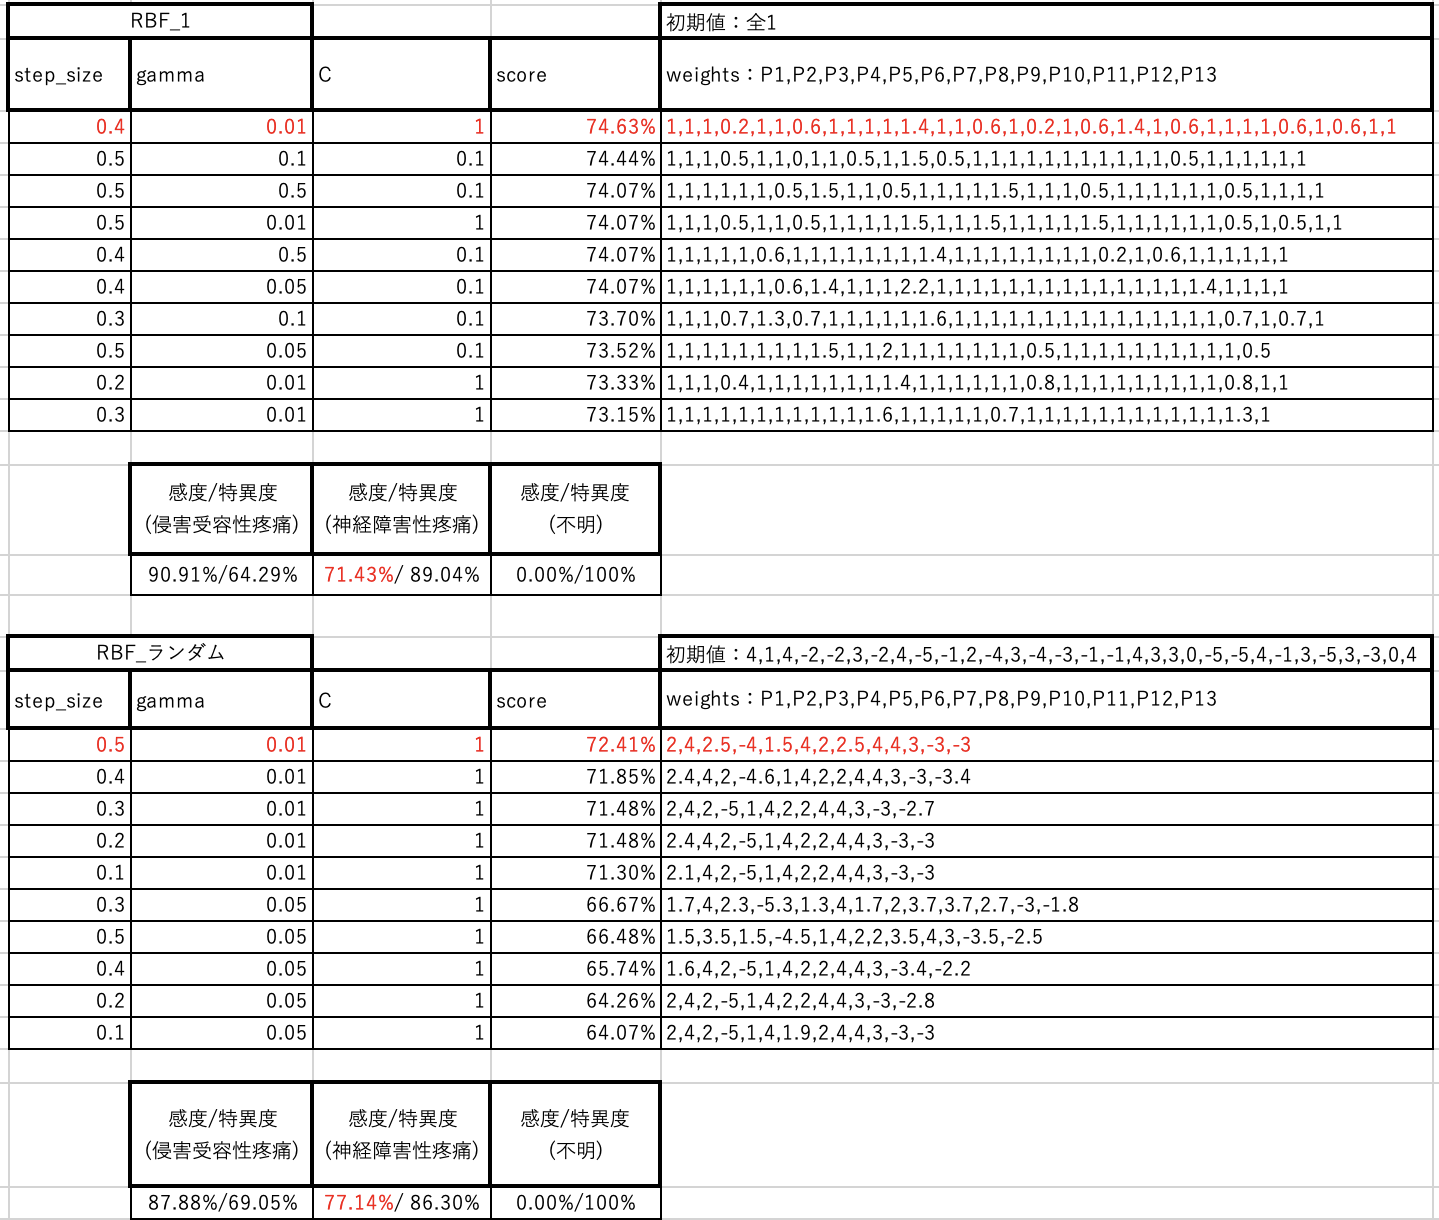 RBF_1 初期値：全1
step_size gamma C score weights：P1,P2,P3,P4,P5,P6,P7,P8,P9,P10,P11,P12,P13
0.4 0.01 1 74.63% 1,1,1,0.2,1,1,0.6,1,1,1,1,1.4,1,1,0.6,1,0.2,1,0.6,1.4,1,0.6,1,1,1,1,0.6,1,0.6,1,1
0.5 0.1 0.1 74.44% 1,1,1,0.5,1,1,0,1,1,0.5,1,1.5,0.5,1,1,1,1,1,1,1,1,1,1,1,0.5,1,1,1,1,1,1
0.5 0.5 0.1 74.07% 1,1,1,1,1,1,0.5,1.5,1,1,0.5,1,1,1,1,1.5,1,1,1,0.5,1,1,1,1,1,1,0.5,1,1,1,1
0.5 0.01 1 74.07% 1,1,1,0.5,1,1,0.5,1,1,1,1,1.5,1,1,1.5,1,1,1,1,1.5,1,1,1,1,1,1,0.5,1,0.5,1,1
0.4 0.5 0.1 74.07% 1,1,1,1,1,0.6,1,1,1,1,1,1,1,1.4,1,1,1,1,1,1,1,1,0.2,1,0.6,1,1,1,1,1,1
0.4 0.05 0.1 74.07% 1,1,1,1,1,1,0.6,1.4,1,1,1,2.2,1,1,1,1,1,1,1,1,1,1,1,1,1,1,1.4,1,1,1,1
0.3 0.1 0.1 73.70% 1,1,1,0.7,1.3,0.7,1,1,1,1,1,1.6,1,1,1,1,1,1,1,1,1,1,1,1,1,1,1,0.7,1,0.7,1
0.5 0.05 0.1 73.52% 1,1,1,1,1,1,1,1,1.5,1,1,2,1,1,1,1,1,1,1,0.5,1,1,1,1,1,1,1,1,1,1,0.5
0.2 0.01 1 73.33% 1,1,1,0.4,1,1,1,1,1,1,1,1.4,1,1,1,1,1,1,0.8,1,1,1,1,1,1,1,1,1,0.8,1,1
0.3 0.01 1 73.15% 1,1,1,1,1,1,1,1,1,1,1,1.6,1,1,1,1,1,0.7,1,1,1,1,1,1,1,1,1,1,1,1.3,1
感度/特異度 感度/特異度 感度/特異度
(侵害受容性疼痛) (神経障害性疼痛) (不明)
90.91%/64.29% 71.43%/ 89.04% 0.00%/100%
RBF_ランダム 初期値：4,1,4,-2,-2,3,-2,4,-5,-1,2,-4,3,-4,-3,-1,-1,4,3,3,0,-5,-5,4,-1,3,-5,3,-3,0,4
step_size gamma C score weights：P1,P2,P3,P4,P5,P6,P7,P8,P9,P10,P11,P12,P13
0.5 0.01 1 72.41% 2,4,2.5,-4,1.5,4,2,2.5,4,4,3,-3,-3
0.4 0.01 1 71.85% 2.4,4,2,-4.6,1,4,2,2,4,4,3,-3,-3.4
0.3 0.01 1 71.48% 2,4,2,-5,1,4,2,2,4,4,3,-3,-2.7
0.2 0.01 1 71.48% 2.4,4,2,-5,1,4,2,2,4,4,3,-3,-3
0.1 0.01 1 71.30% 2.1,4,2,-5,1,4,2,2,4,4,3,-3,-3
0.3 0.05 1 66.67% 1.7,4,2.3,-5.3,1.3,4,1.7,2,3.7,3.7,2.7,-3,-1.8
0.5 0.05 1 66.48% 1.5,3.5,1.5,-4.5,1,4,2,2,3.5,4,3,-3.5,-2.5
0.4 0.05 1 65.74% 1.6,4,2,-5,1,4,2,2,4,4,3,-3.4,-2.2
0.2 0.05 1 64.26% 2,4,2,-5,1,4,2,2,4,4,3,-3,-2.8
0.1 0.05 1 64.07% 2,4,2,-5,1,4,1.9,2,4,4,3,-3,-3
感度/特異度 感度/特異度 感度/特異度
(侵害受容性疼痛) (神経障害性疼痛) (不明)
87.88%/69.05% 77.14%/ 86.30% 0.00%/100%